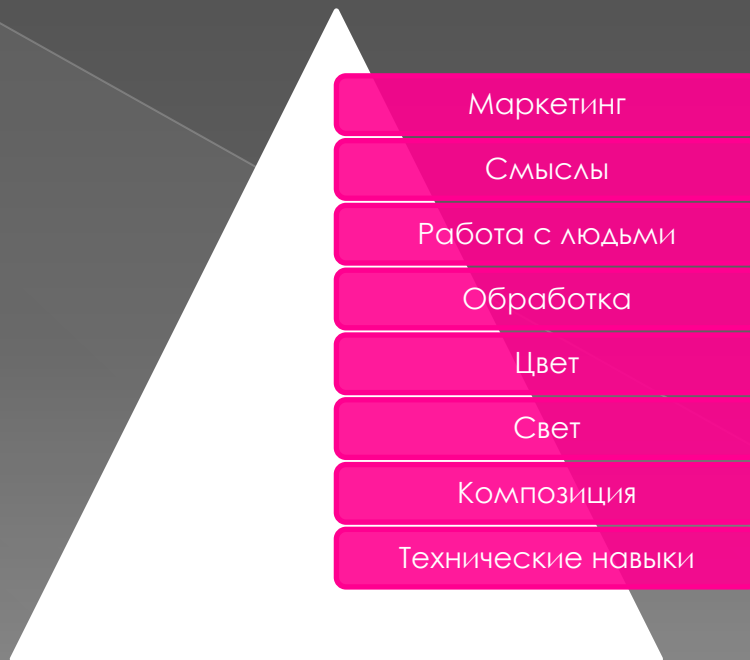 Маркетинг
Смыслы
Работа с людьми
Обработка
Цвет
Свет
Композиция
Технические навыки